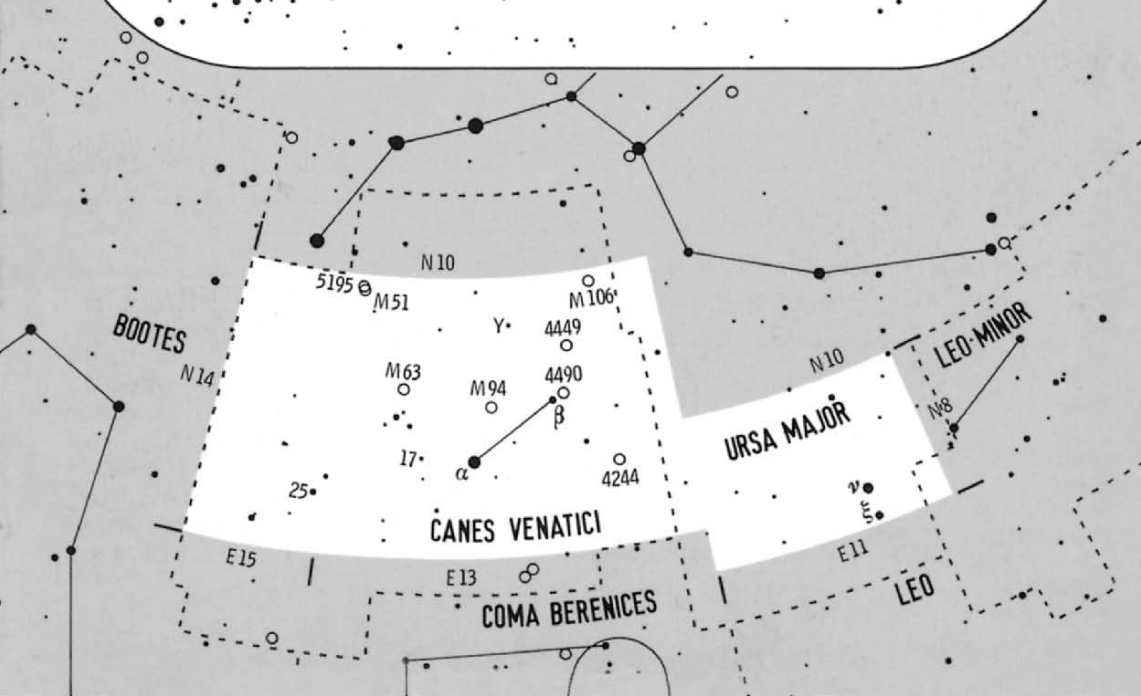 N10
5195
M51
M106
Y
4449
BOOTES
N14
M63
M94
4490
β
α
17
4244
25
CANES VENATICI
E15
E13
COMA BERENICES
N10
LEO-MINOR
N8
URSA MAJOR
ν
ξ
E11
LEO